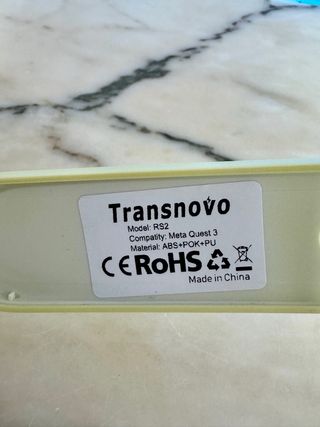 Transnovo
Model: RS2
Compatity: Meta Quest 3
Material: ABS+POK+PU
CE RoHS
Made in China